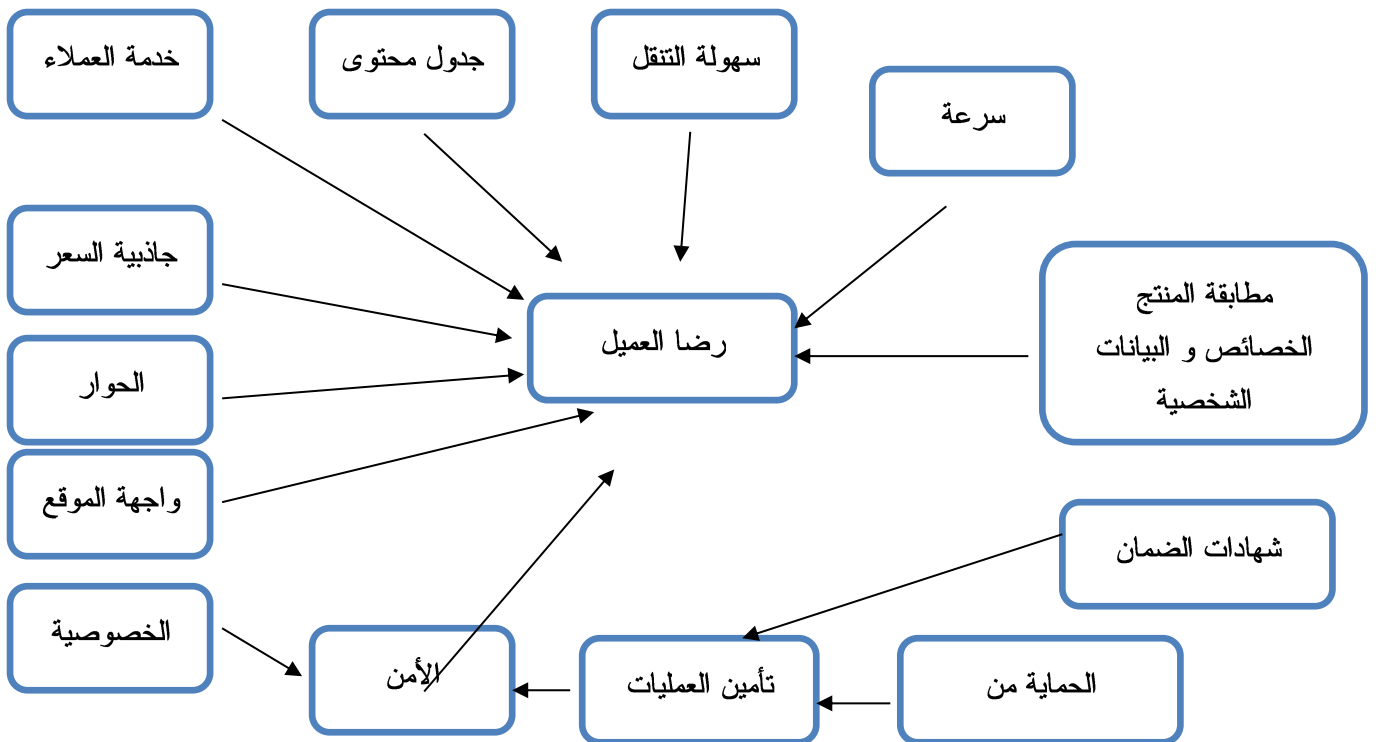 سهولة التنقل
جدول محتوى
خدمة العملاء
سرعة
جاذبية السعر
مطابقة المنتج
الخصائص و البيانات
الشخصية
رضا العميل
الحوار
واجهة الموقع
شهادات الضمان
الخصوصية
الأمن
تأمين العمليات
الحماية من